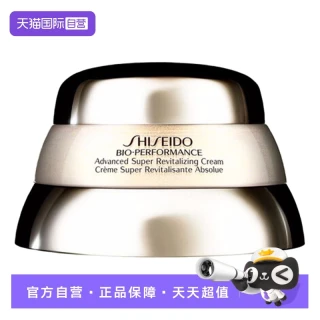 天猫国际自营
SHISEIDO
BIO-PERFORMANCE
Advanced Super Revitalizing Cream
Crème Super Revitalisante Absolue
官方自营·正品保障·天天超值